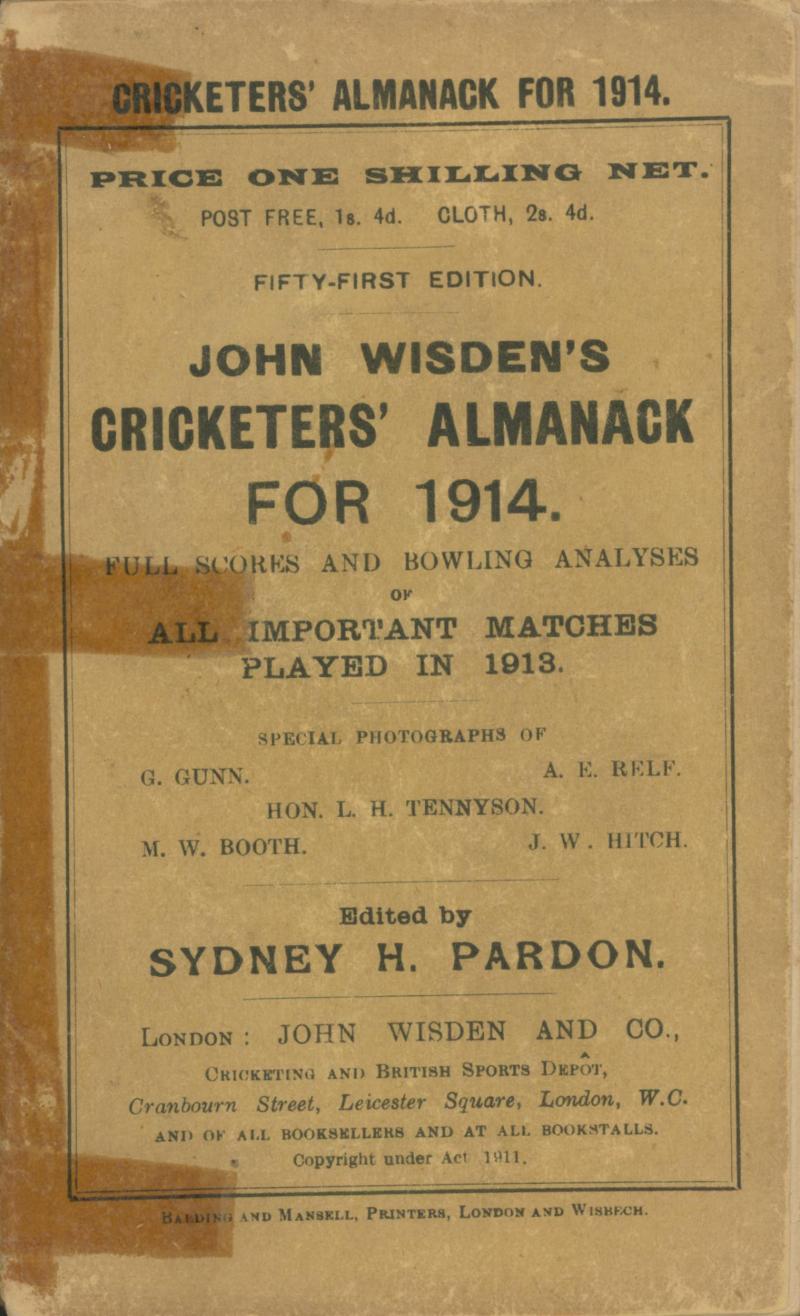 CRICKETERS' ALMANACK FOR 1914.
PRICE ONE SHILLING NET.
POST FREE, 1s. 4d. CLOTH, 2s. 4d.
FIFTY-FIRST EDITION.
JOHN WISDEN'S
CRICKETERS' ALMANACK
FOR 1914.
FULL SCORES AND BOWLING ANALYSES
OF
ALL IMPORTANT MATCHES
PLAYED IN 1913.
SPECIAL PHOTOGRAPHS OF
G. GUNN. A. E. RELF.
HON. L. H. TENNYSON.
M. W. BOOTH. J. W. HITCH.
Edited by
SYDNEY H. PARDON.
LONDON: JOHN WISDEN AND CO.,
CRICKETING AND BRITISH SPORTS DEPÔT,
Cranbourn Street, Leicester Square, London, W.C.
AND OF ALL BOOKSELLERS AND AT ALL BOOKSTALLS.
Copyright under Act 1911.
BALDING AND MANSELL, PRINTERS, LONDON AND WISBECH.